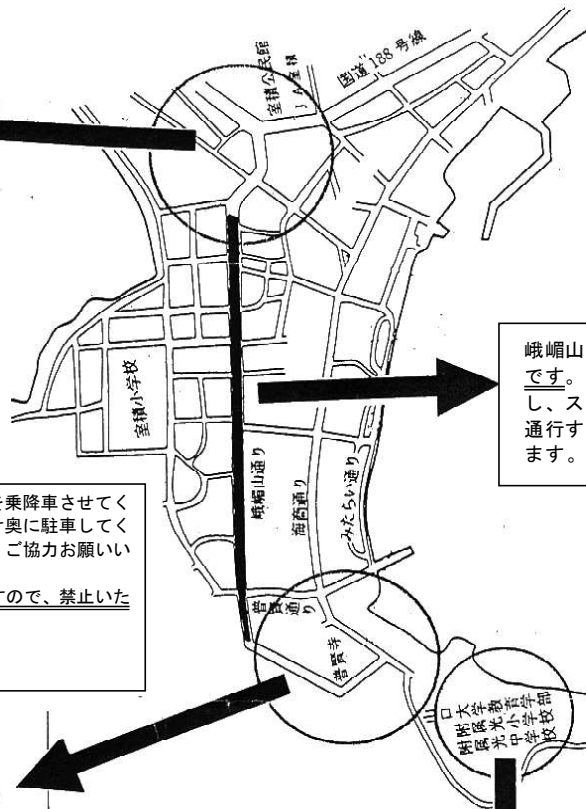 室積公民館
JA室積
国道188号線
室積小学校
峨嵋山通り
海商通り
みたらい通り
普賢通り
普賢寺
山口大学教育学部
附属光小学校
附属光中学校
峨嵋山
です。
し、ス
通行す
ます。
を乗降車させてく
け奥に駐車してく
ご協力お願いい
すので、禁止いた